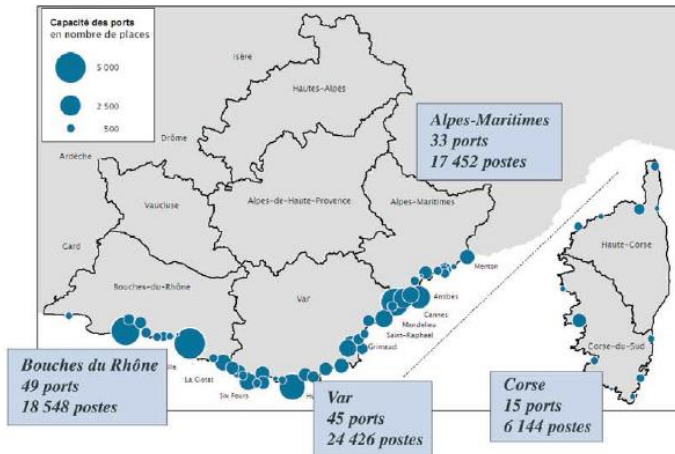 Capacité des ports
en nombre de places
5 000
2 500
500
Isère
Hautes-Alpes
Drôme
Ardèche
Alpes-Maritimes
33 ports
17 452 postes
Vaucluse
Alpes-de-Haute-Provence
Alpes-Maritimes
Gard
Bouches-du-Rhône
Var
Menton
Antibes
Cannes
Mandelieu
Saint-Raphaël
Grimaud
La Ciotat
Six Fours
Haute-Corse
Corse-du-Sud
Bouches du Rhône
49 ports
18 548 postes
Var
45 ports
24 426 postes
Corse
15 ports
6 144 postes